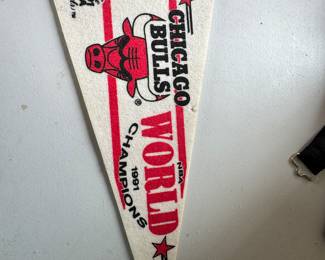 CHICAGO
BULLS
®
NBA
WORLD
1991
CHAMPIONS